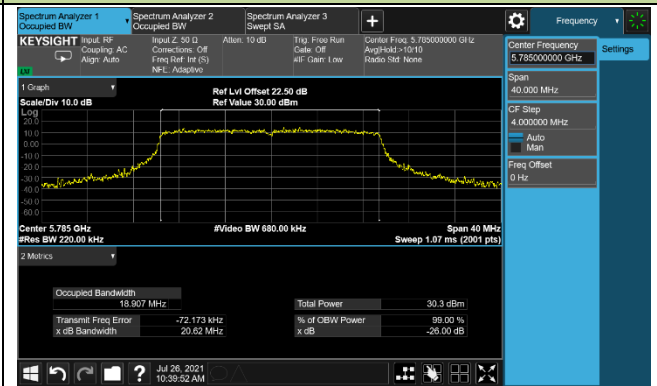 Spectrum Analyzer 1
Occupied BW
Spectrum Analyzer 2
Occupied BW
Spectrum Analyzer 3
Swept SA
Frequency
KEYSIGHT
Input: RF
Coupling: AC
Align: Auto
Input Z: 50 Ω
Corrections: Off
Freq Ref: Int (S)
NFE: Adaptive
Atten: 10 dB
Trig: Free Run
Gate: Off
#IF Gain: Low
Center Freq: 5.785000000 GHz
Avg|Hold:>10/10
Radio Std: None
Center Frequency
5.785000000 GHz
Settings
Span
40.000 MHz
CF Step
4.000000 MHz
Auto
Man
Freq Offset
0 Hz
1 Graph
Scale/Div 10.0 dB
Ref Lvl Offset 22.50 dB
Ref Value 30.00 dBm
Log
20.0
10.0
0.00
-10.0
-20.0
-30.0
-40.0
-50.0
-60.0
Center 5.785 GHz
#Res BW 220.00 kHz
#Video BW 680.00 kHz
Span 40 MHz
Sweep 1.07 ms (2001 pts)
2 Metrics
Occupied Bandwidth
18.907 MHz
Total Power 30.3 dBm
Transmit Freq Error -72.173 kHz
% of OBW Power 99.00 %
x dB Bandwidth 20.62 MHz
x dB -26.00 dB
Jul 26, 2021
10:39:52 AM